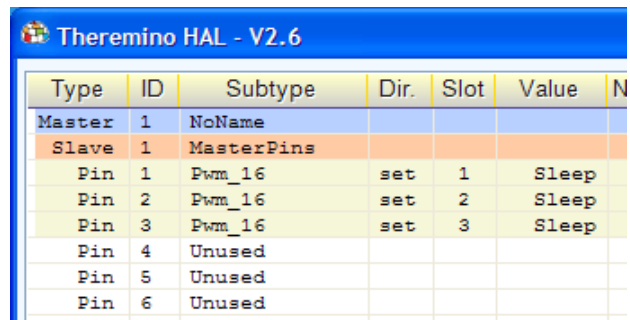 Theremino HAL - V2.6
Type ID Subtype Dir. Slot Value N
Master 1 NoName
Slave 1 MasterPins
Pin 1 Pwm_16 set 1 Sleep
Pin 2 Pwm_16 set 2 Sleep
Pin 3 Pwm_16 set 3 Sleep
Pin 4 Unused
Pin 5 Unused
Pin 6 Unused